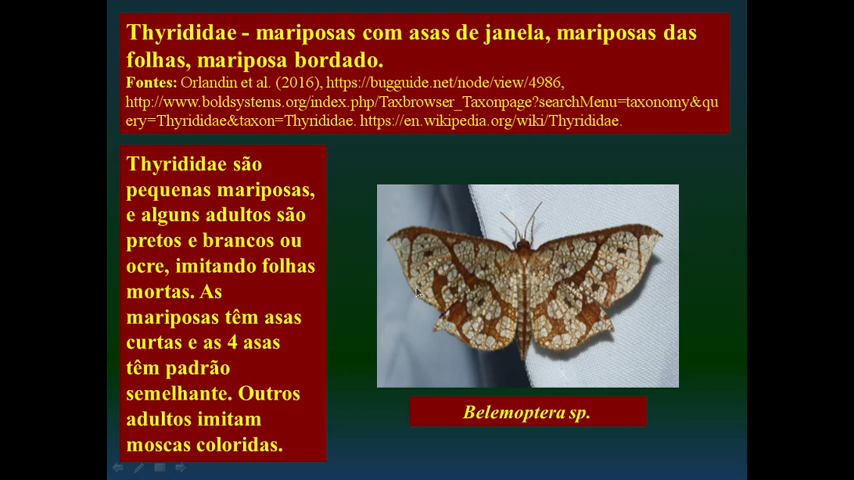 Thyrididae - mariposas com asas de janela, mariposas das
folhas, mariposa bordado.
Fontes: Orlandin et al. (2016), https://bugguide.net/node/view/4986,
http://www.boldsystems.org/index.php/Taxbrowser_Taxonpage?searchMenu=taxonomy&qu
ery=Thyrididae&taxon=Thyrididae. https://en.wikipedia.org/wiki/Thyrididae.
Thyrididae são
pequenas mariposas,
e alguns adultos são
pretos e brancos ou
ocre, imitando folhas
mortas. As
mariposas têm asas
curtas e as 4 asas
têm padrão
semelhante. Outros
adultos imitam
moscas coloridas.
Belemoptera sp.